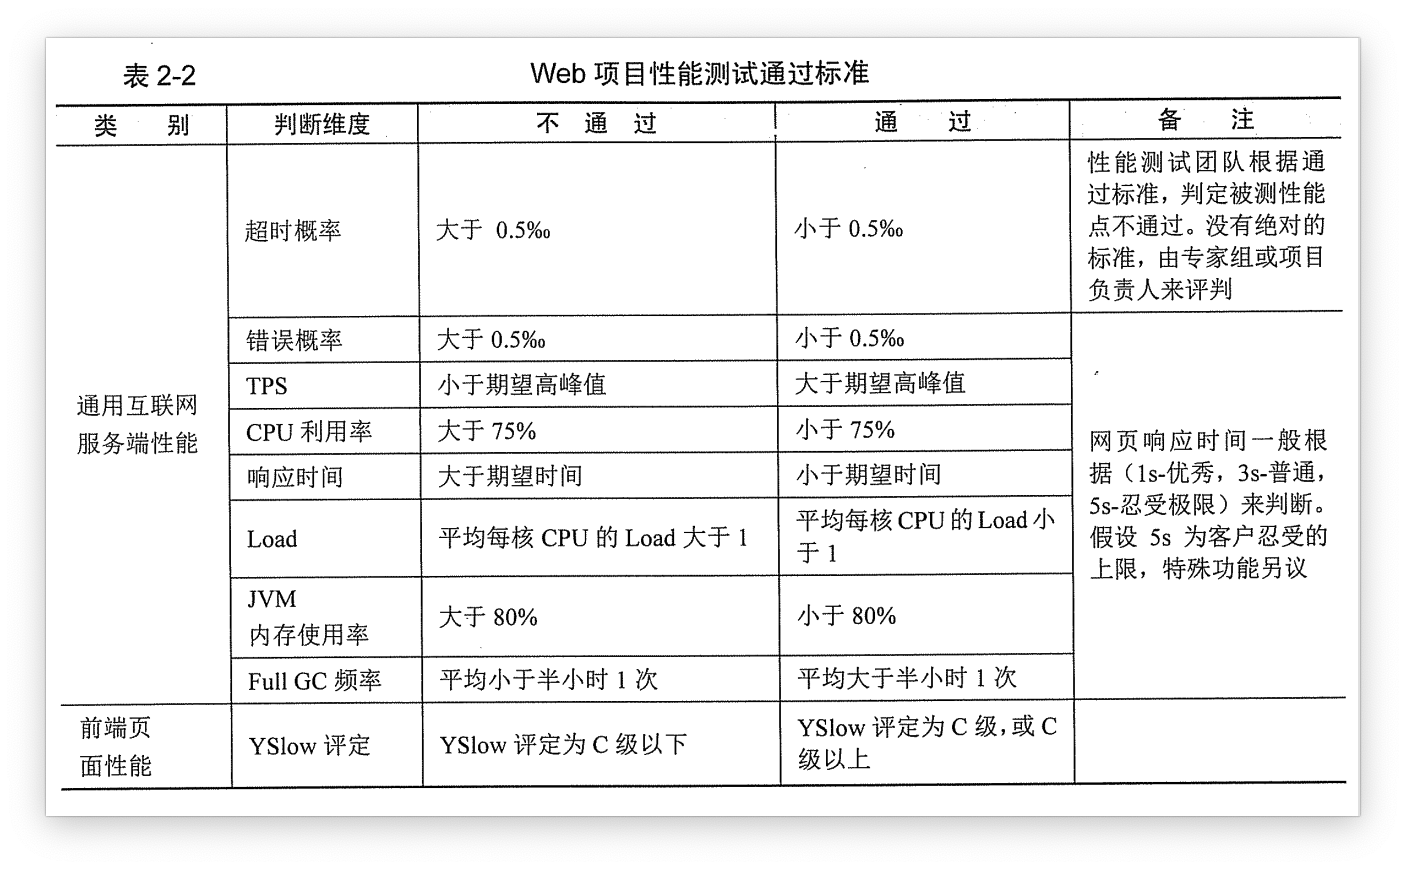 表 2-2
Web 项目性能测试通过标准
类 别
判断维度
不 通 过
通 过
备 注
通用互联网
服务端性能
超时概率
大于 0.5‰
小于 0.5‰
性能测试团队根据通
过标准，判定被测性能
点不通过。没有绝对的
标准，由专家组或项目
负责人来评判
错误概率
大于 0.5‰
小于 0.5‰
TPS
小于期望高峰值
大于期望高峰值
CPU 利用率
大于 75%
小于 75%
响应时间
大于期望时间
小于期望时间
Load
平均每核 CPU 的 Load 大于 1
平均每核 CPU 的 Load 小
于 1
JVM
内存使用率
大于 80%
小于 80%
Full GC 频率
平均小于半小时 1 次
平均大于半小时 1 次
网页响应时间一般根
据（1s-优秀，3s-普通，
5s-忍受极限）来判断。
假设 5s 为客户忍受的
上限，特殊功能另议
前端页
面性能
YSlow 评定
YSlow 评定为 C 级以下
YSlow 评定为 C 级，或 C
级以上